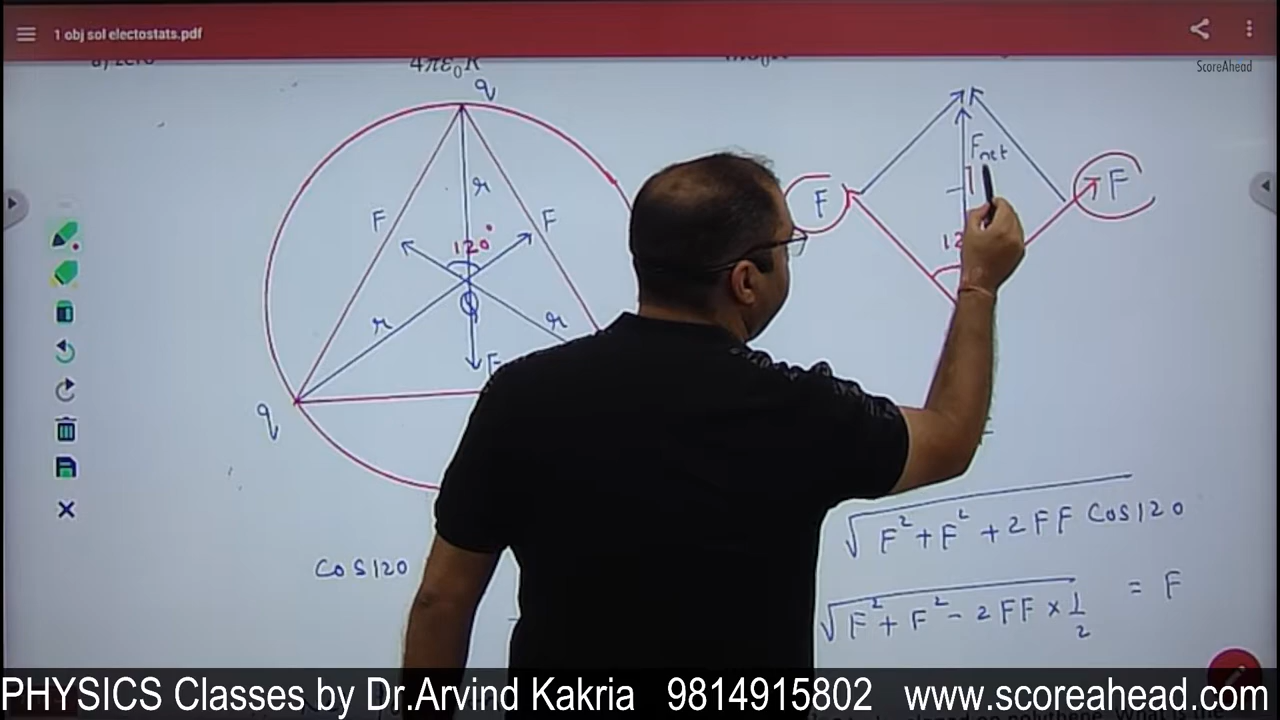 1 obj sol electostats.pdf
ScoreAhead
4πε₀R
q
r
F
F
120°
r
r
F
q
Cos120
Fnet
F
F
12
√F²+F²+2FF Cos120
√F²+F²-2FF×1/2 = F
PHYSICS Classes by Dr.Arvind Kakria 9814915802 www.scoreahead.com